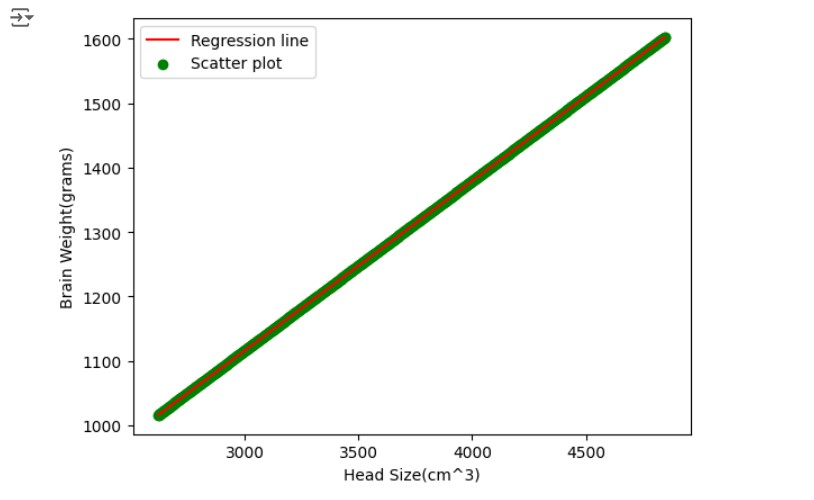 1600
Regression line
Scatter plot
1500
1400
1300
1200
1100
1000
Brain Weight(grams)
3000 3500 4000 4500
Head Size(cm^3)